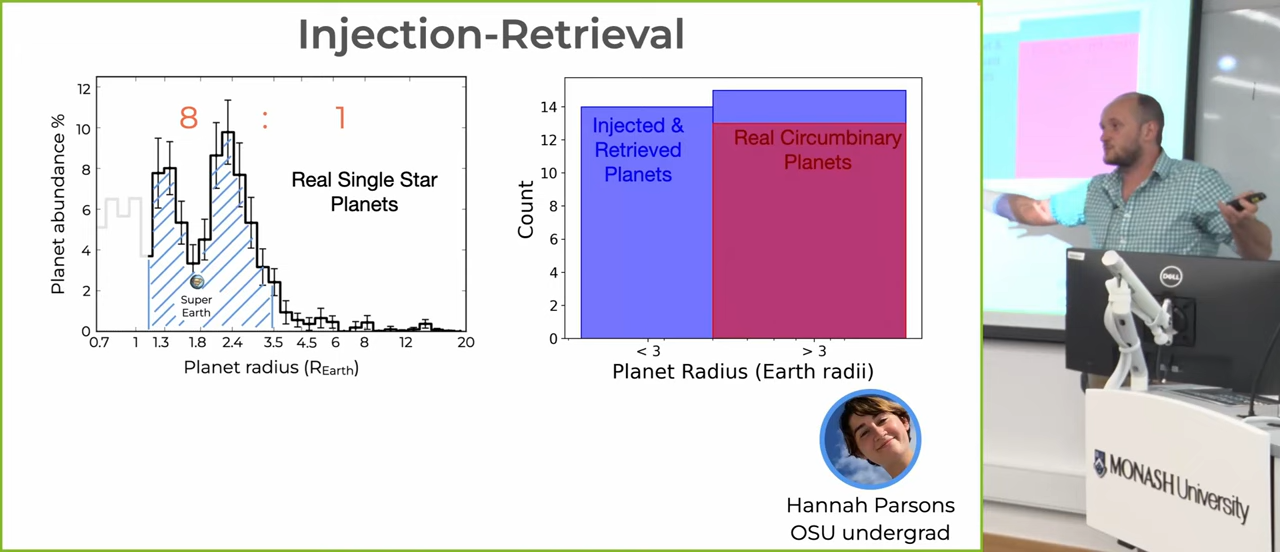 Injection-Retrieval
12
10
8
6
4
2
0
Planet abundance %
8 : 1
Real Single Star
Planets
Super
Earth
0.7 1 1.3 1.8 2.4 3.5 4.5 6 8 12 20
Planet radius (REarth)
14
12
10
8
6
4
2
0
Count
Injected &
Retrieved
Planets
Real Circumbinary
Planets
< 3 > 3
Planet Radius (Earth radii)
Hannah Parsons
OSU undergrad
DELL
MONASH University